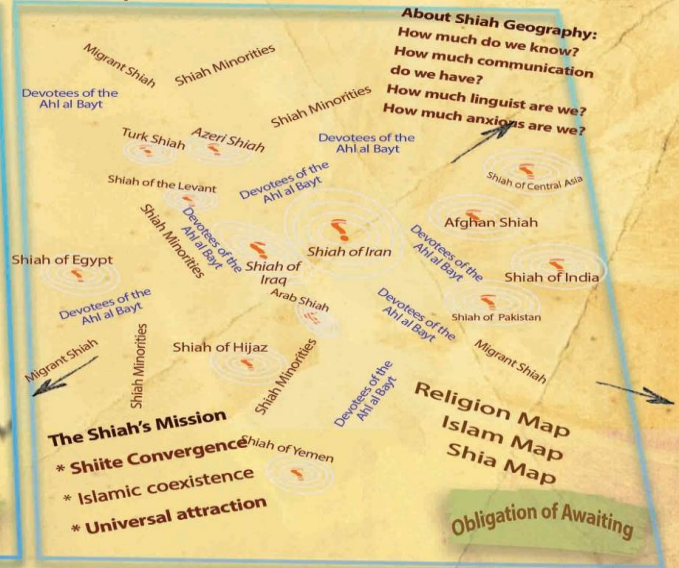 About Shiah Geography:
How much do we know?
How much communication
do we have?
How much linguist are we?
How much anxions are we?
Migrant Shiah
Shiah Minorities
Devotees of the
Ahl al Bayt
Shiah Minorities
Turk Shiah
Azeri Shiah
Devotees of the
Ahl al Bayt
Shiah of the Levant
Devotees of the
Ahl al Bayt
Shiah of Central Asia
Shiah Minorities
Devotees of the
Ahl al Bayt
Afghan Shiah
Shiah of Iran
Devotees of the
Ahl al Bayt
Shiah of Egypt
Shiah of
Iraq
Shiah of India
Arab Shiah
Devotees of the
Ahl al Bayt
Devotees of the
Ahl al Bayt
Shiah of Pakistan
Migrant Shiah
Shiah Minorities
Shiah of Hijaz
Shiah Minorities
Migrant Shiah
Devotees of the
Ahl al Bayt
The Shiah's Mission
* Shiite Convergence
* Islamic coexistence
* Universal attraction
Shiah of Yemen
Religion Map
Islam Map
Shia Map
Obligation of Awaiting